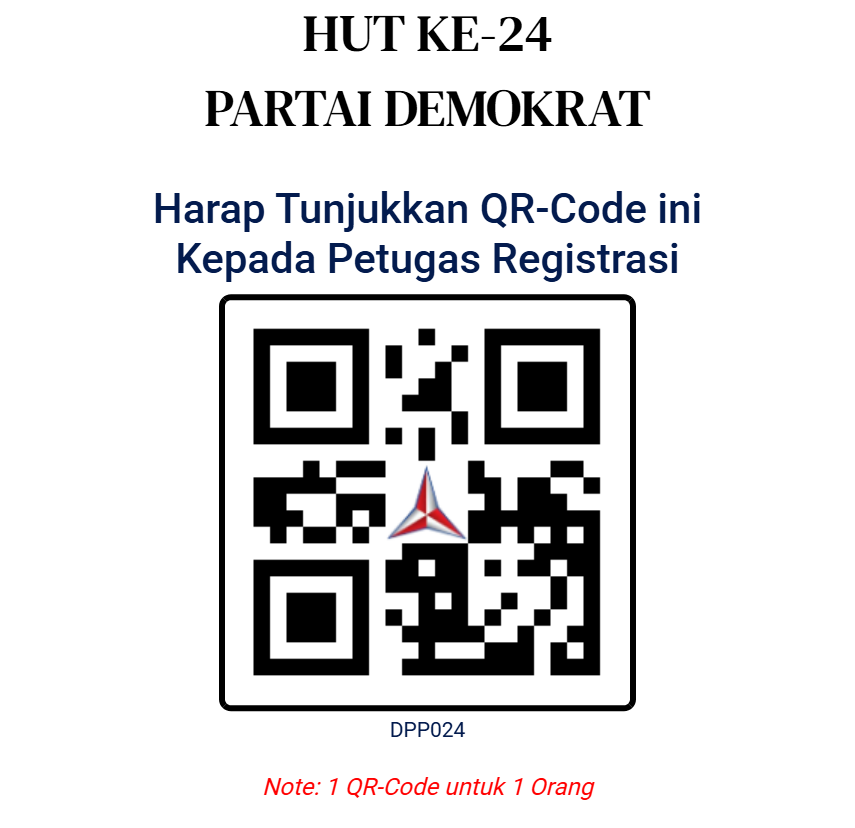 HUT KE-24
PARTAI DEMOKRAT
Harap Tunjukkan QR-Code ini
Kepada Petugas Registrasi
DPP024
Note: 1 QR-Code untuk 1 Orang